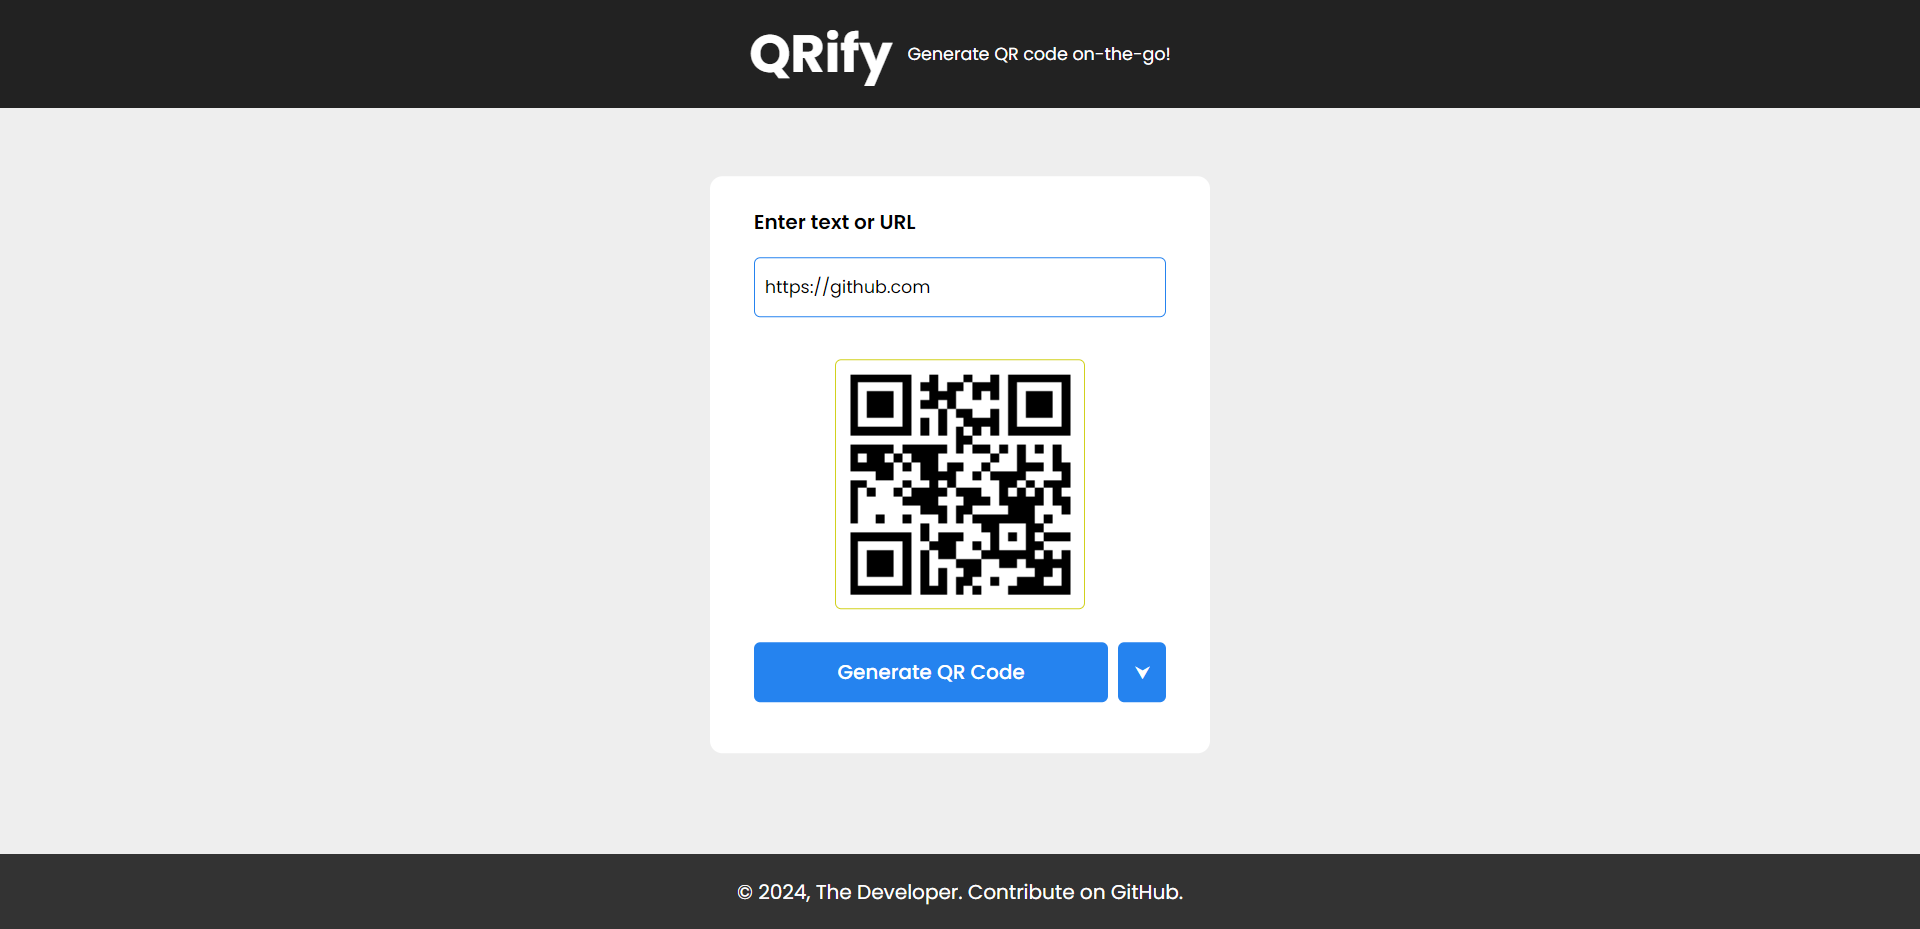 QRify Generate QR code on-the-go!
Enter text or URL
https://github.com
Generate QR Code
© 2024, The Developer. Contribute on GitHub.